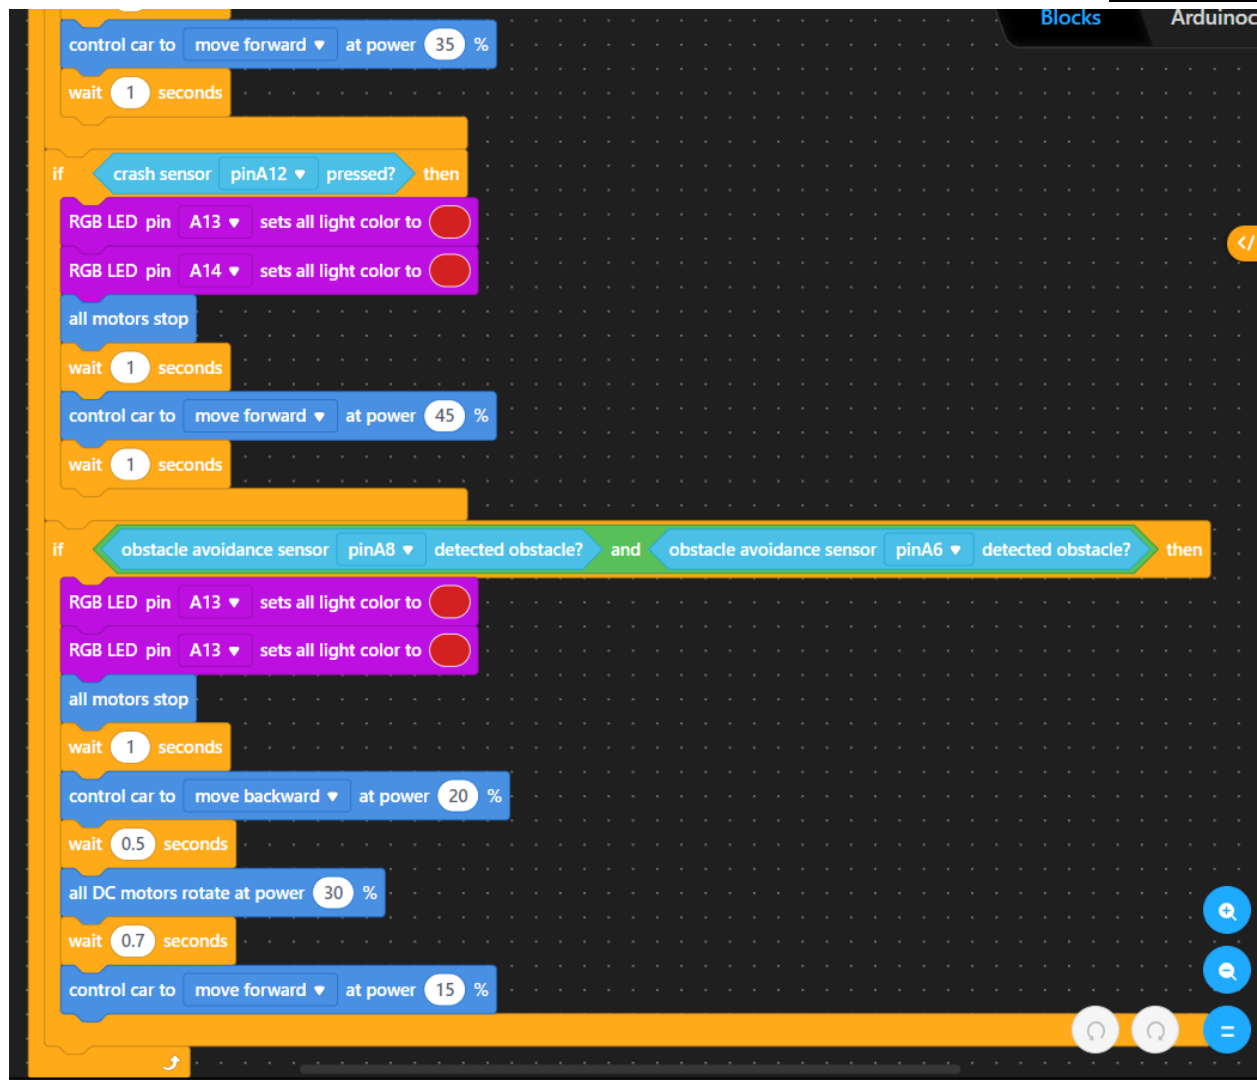 Blocks Arduinoc
control car to move forward ▼ at power 35 %
wait 1 seconds
if crash sensor pinA12 ▼ pressed? then
RGB LED pin A13 ▼ sets all light color to
RGB LED pin A14 ▼ sets all light color to
all motors stop
wait 1 seconds
control car to move forward ▼ at power 45 %
wait 1 seconds
if obstacle avoidance sensor pinA8 ▼ detected obstacle? and obstacle avoidance sensor pinA6 ▼ detected obstacle? then
RGB LED pin A13 ▼ sets all light color to
RGB LED pin A13 ▼ sets all light color to
all motors stop
wait 1 seconds
control car to move backward ▼ at power 20 %
wait 0.5 seconds
all DC motors rotate at power 30 %
wait 0.7 seconds
control car to move forward ▼ at power 15 %